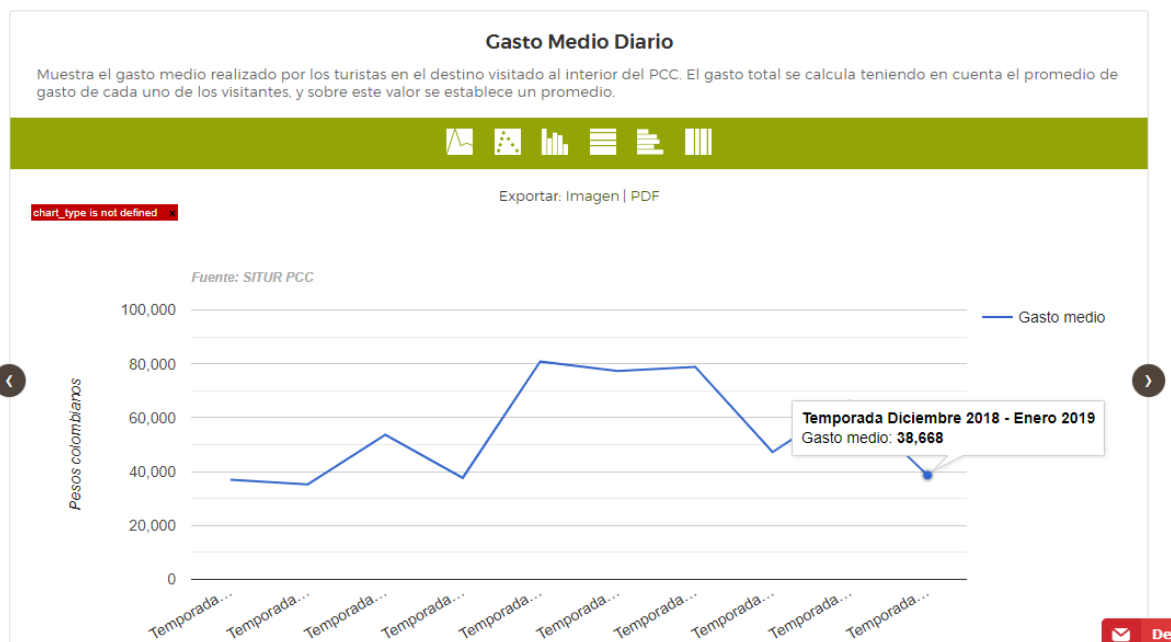 Gasto Medio Diario
Muestra el gasto medio realizado por los turistas en el destino visitado al interior del PCC. El gasto total se calcula teniendo en cuenta el promedio de
gasto de cada uno de los visitantes, y sobre este valor se establece un promedio.
Exportar: Imagen | PDF
chart_type is not defined x
Fuente: SITUR PCC
100,000
80,000
60,000
40,000
20,000
0
Pesos colombianos
Gasto medio
Temporada Diciembre 2018 - Enero 2019
Gasto medio: 38,668
Temporada...
Temporada...
Temporada...
Temporada...
Temporada...
Temporada...
Temporada...
Temporada...
Temporada...
Temporada...
De